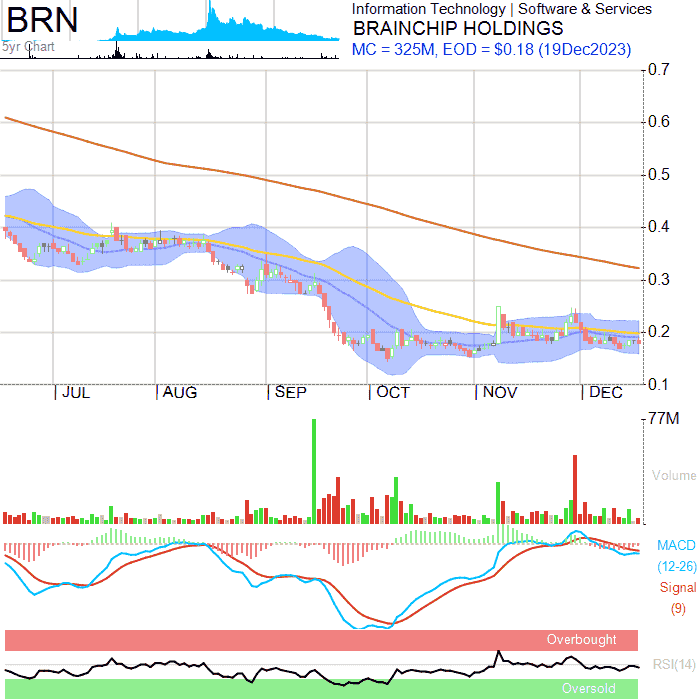 BRN
5yr Chart
Information Technology | Software & Services
BRAINCHIP HOLDINGS
MC = 325M, EOD = $0.18 (19Dec2023)
0.7
0.6
0.5
0.4
0.3
0.2
0.1
| JUL | AUG | SEP | OCT | NOV | DEC
77M
Volume
MACD
(12-26)
Signal
(9)
Overbought
RSI(14)
Oversold